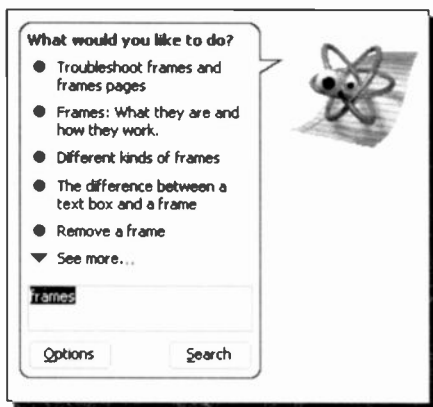 What would you like to do?
Troubleshoot frames and
frames pages
Frames: What they are and
how they work.
Different kinds of frames
The difference between a
text box and a frame
Remove a frame
See more...
frames
Options
Search